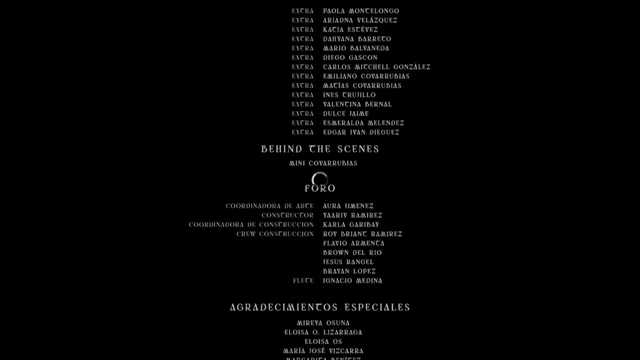 EXTRA PAOLA MONTELONGO
EXTRA ARIADNA VELÁZQUEZ
EXTRA KATIA ESTÉVEZ
EXTRA DAHYANA BARRETO
EXTRA MARIO BALVANEDA
EXTRA DIEGO GASCON
EXTRA CARLOS MITCHELL GONZÁLEZ
EXTRA EMILIANO COVARRUBIAS
EXTRA MATÍAS COVARRUBIAS
EXTRA INES TRUJILLO
EXTRA VALENTINA BERNAL
EXTRA DULCE JAIME
EXTRA ESMERALDA MELENDEZ
EXTRA EDGAR IVAN DIEGUEZ
BEHIND THE SCENES
MINI COVARRUBIAS
FORO
COORDINADORA DE ARTE AURA JIMENEZ
CONSTRUCTOR YAARIV RAMIREZ
COORDINADORA DE CONSTRUCCION KARLA GARIBAY
CREW CONSTRUCCION ROY BRIANT RAMIREZ
FLAVIO ARMENTA
BROWN DEL RIO
JESUS RANGEL
BRAYAN LOPEZ
FLETE IGNACIO MEDINA
AGRADECIMIENTOS ESPECIALES
MIREYA OSUNA
ELOISA O. LIZARRAGA
ELOISA OS
MARÍA JOSÉ VIZCARRA
MARGARITA BENÍTEZ